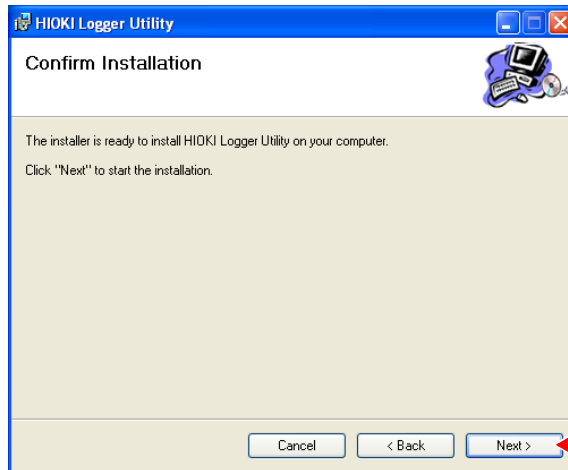 HIOKI Logger Utility
Confirm Installation
The installer is ready to install HIOKI Logger Utility on your computer.
Click "Next" to start the installation.
Cancel
< Back
Next >